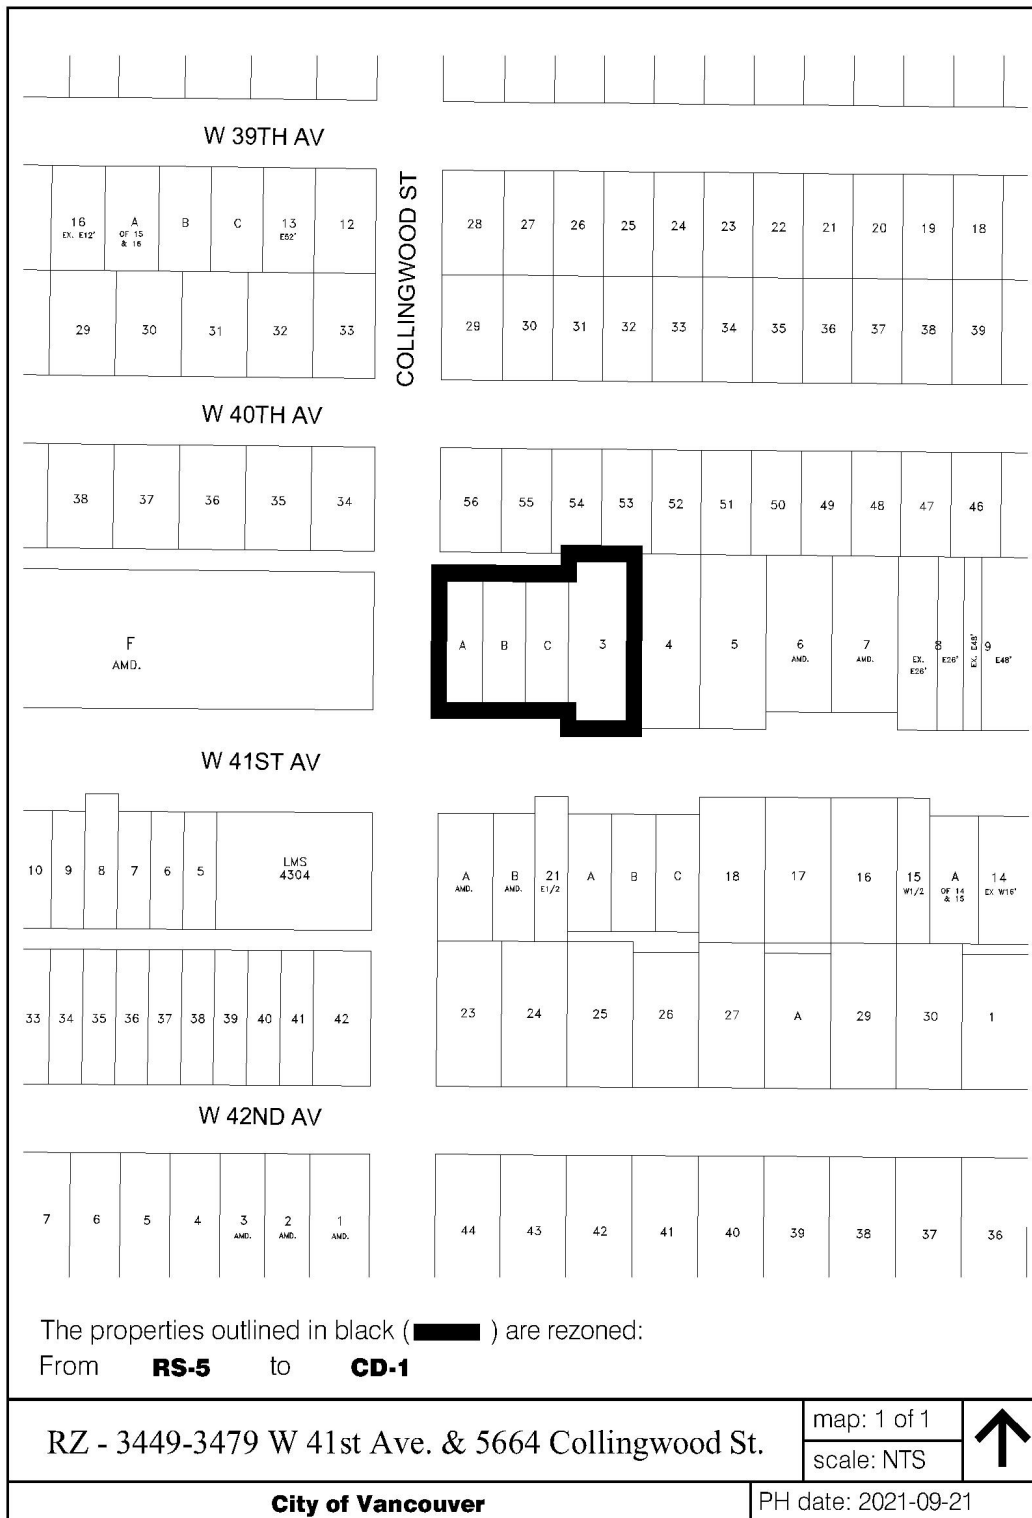 W 39TH AV
COLLINGWOOD ST
16 A B C 13 12
EX. E12' OF 15 E52'
& 16
28 27 26 25 24 23 22 21 20 19 18
29 30 31 32 33
29 30 31 32 33 34 35 36 37 38 39
W 40TH AV
38 37 36 35 34
56 55 54 53 52 51 50 49 48 47 46
F
AMD.
A B C 3 4 5 6 7 8 9
AMD. AMD. EX. E26' E26' EX. E48' E48'
W 41ST AV
10 9 8 7 6 5 LMS
4304
A B 21 A B C 18 17 16 15 A 14
AMD. AMD. E1/2 W1/2 OF 14 EX W16'
& 15
33 34 35 36 37 38 39 40 41 42
23 24 25 26 27 A 29 30 1
W 42ND AV
7 6 5 4 3 2 1
AMD. AMD. AMD.
44 43 42 41 40 39 38 37 36
The properties outlined in black ( ) are rezoned:
From RS-5 to CD-1
RZ - 3449-3479 W 41st Ave. & 5664 Collingwood St.
map: 1 of 1
scale: NTS
City of Vancouver
PH date: 2021-09-21